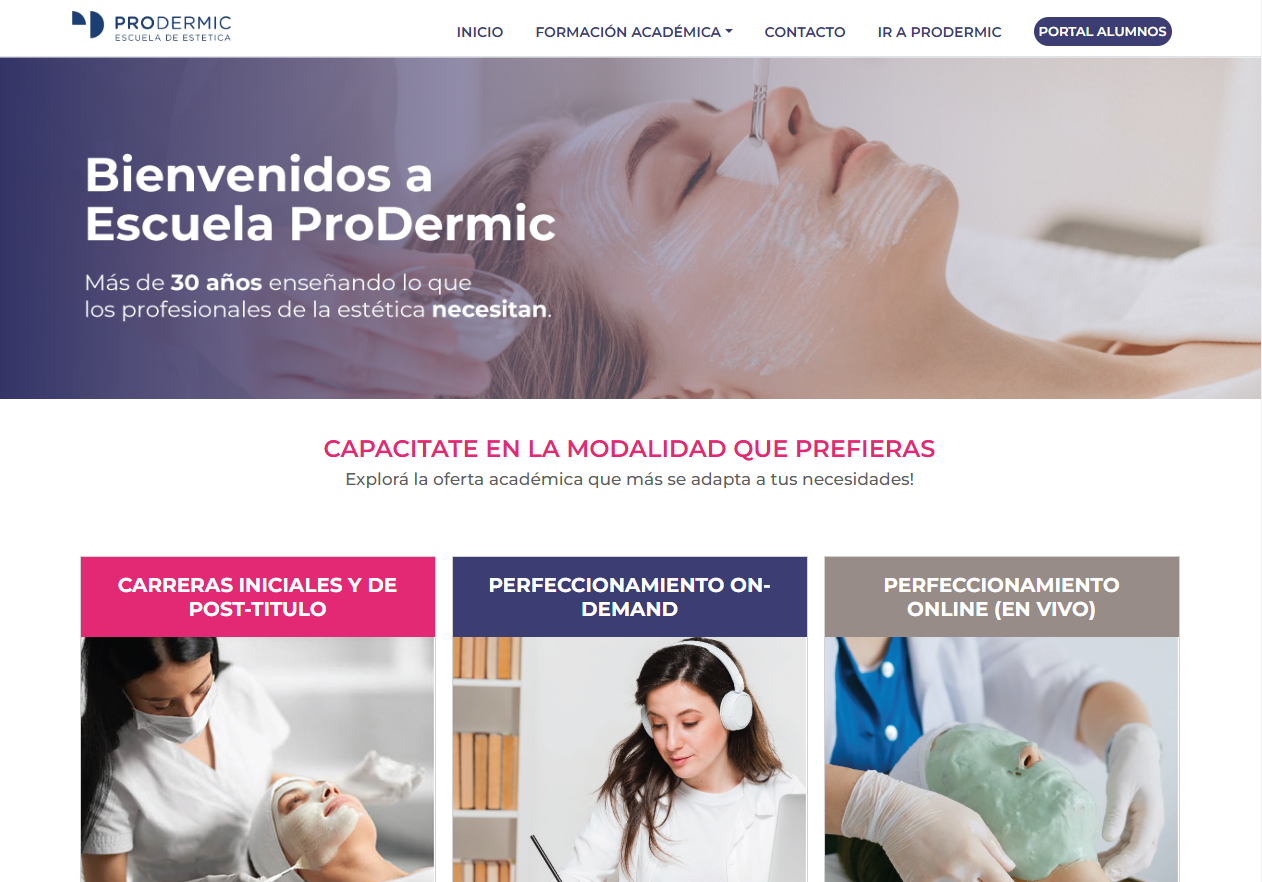 PRODERMIC
ESCUELA DE ESTETICA
INICIO
FORMACIÓN ACADÉMICA
CONTACTO
IR A PRODERMIC
PORTAL ALUMNOS
Bienvenidos a
Escuela ProDermic
Más de 30 años enseñando lo que
los profesionales de la estética necesitan.
CAPACITATE EN LA MODALIDAD QUE PREFIERAS
Explorá la oferta académica que más se adapta a tus necesidades!
CARRERAS INICIALES Y DE
POST-TITULO
PERFECCIONAMIENTO ON-
DEMAND
PERFECCIONAMIENTO
ONLINE (EN VIVO)